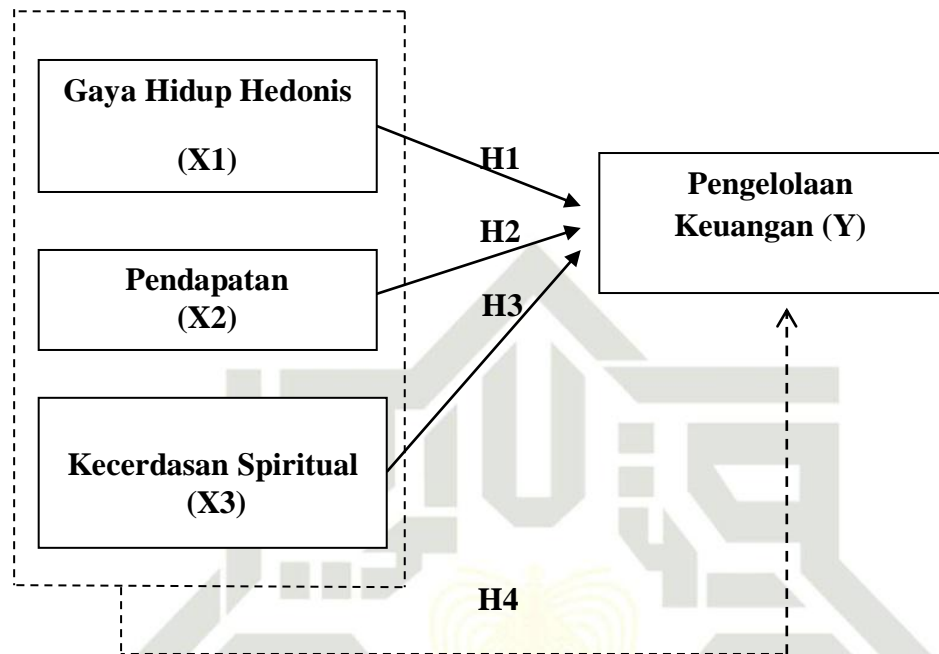 Gaya Hidup Hedonis
(X1)
H1
Pengelolaan
Keuangan (Y)
H2
Pendapatan
(X2)
H3
Kecerdasan Spiritual
(X3)
H4